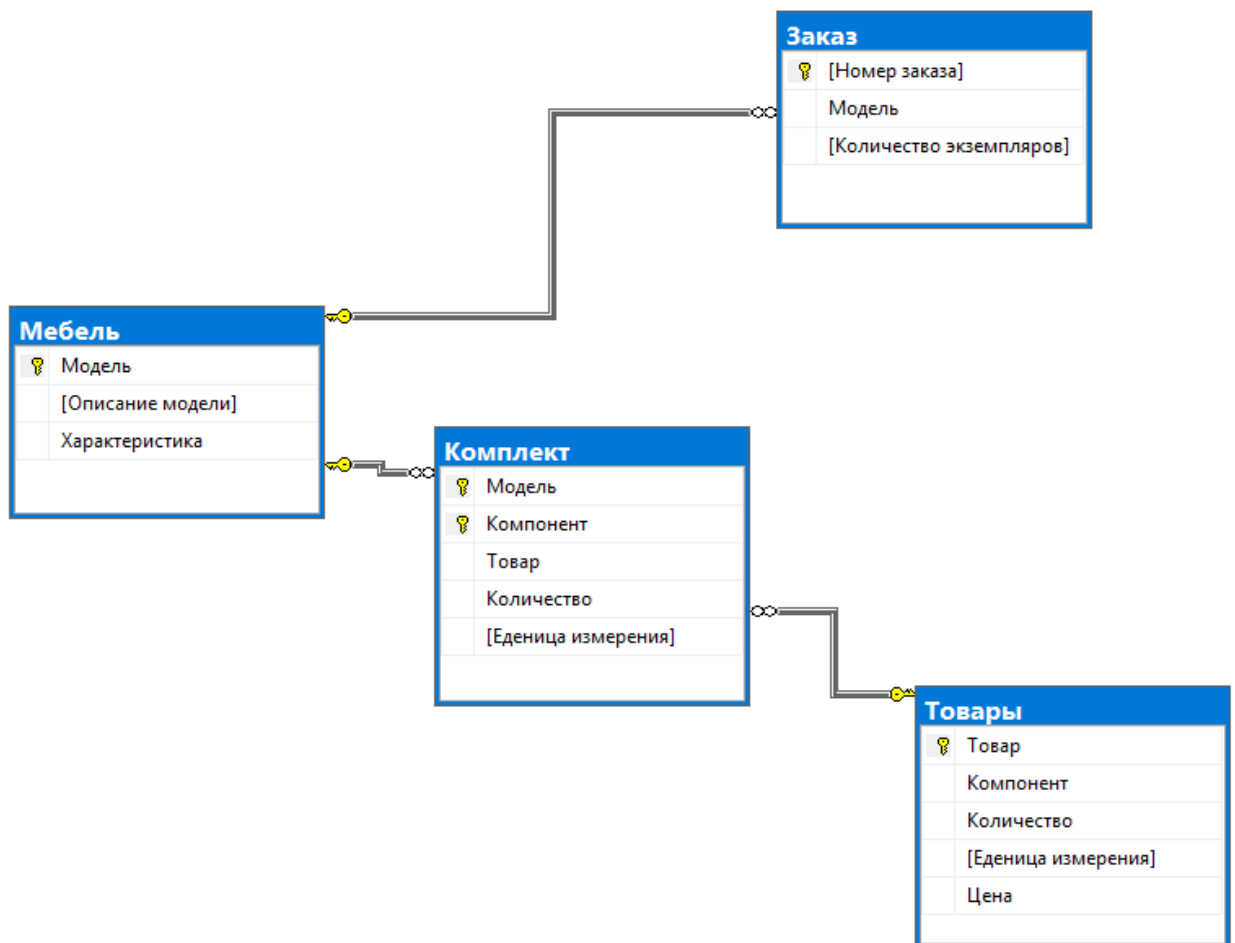 Заказ
[Номер заказа]
Модель
[Количество экземпляров]
Мебель
Модель
[Описание модели]
Характеристика
Комплект
Модель
Компонент
Товар
Количество
[Еденица измерения]
Товары
Товар
Компонент
Количество
[Еденица измерения]
Цена